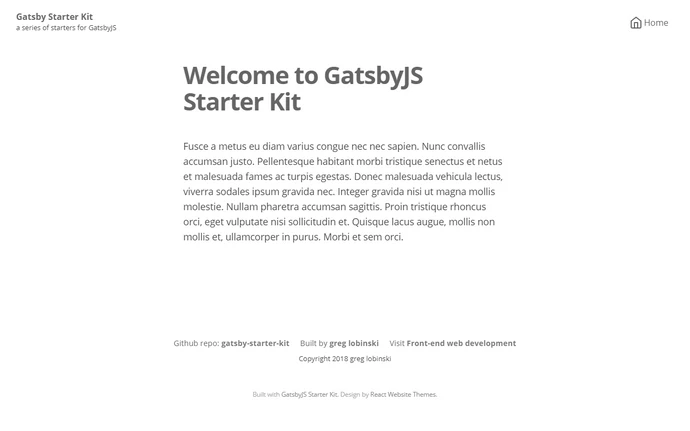 Gatsby Starter Kit
a series of starters for GatsbyJS
Home
Welcome to GatsbyJS
Starter Kit
Fusce a metus eu diam varius congue nec nec sapien. Nunc convallis
accumsan justo. Pellentesque habitant morbi tristique senectus et netus
et malesuada fames ac turpis egestas. Donec malesuada vehicula lectus,
viverra sodales ipsum gravida nec. Integer gravida nisi ut magna mollis
molestie. Nullam pharetra accumsan sagittis. Proin tristique rhoncus
orci, eget vulputate nisi sollicitudin et. Quisque lacus augue, mollis non
mollis et, ullamcorper in purus. Morbi et sem orci.
Github repo: gatsby-starter-kit Built by greg lobinski Visit Front-end web development
Copyright 2018 greg lobinski
Built with GatsbyJS Starter Kit, Design by React Website Themes.